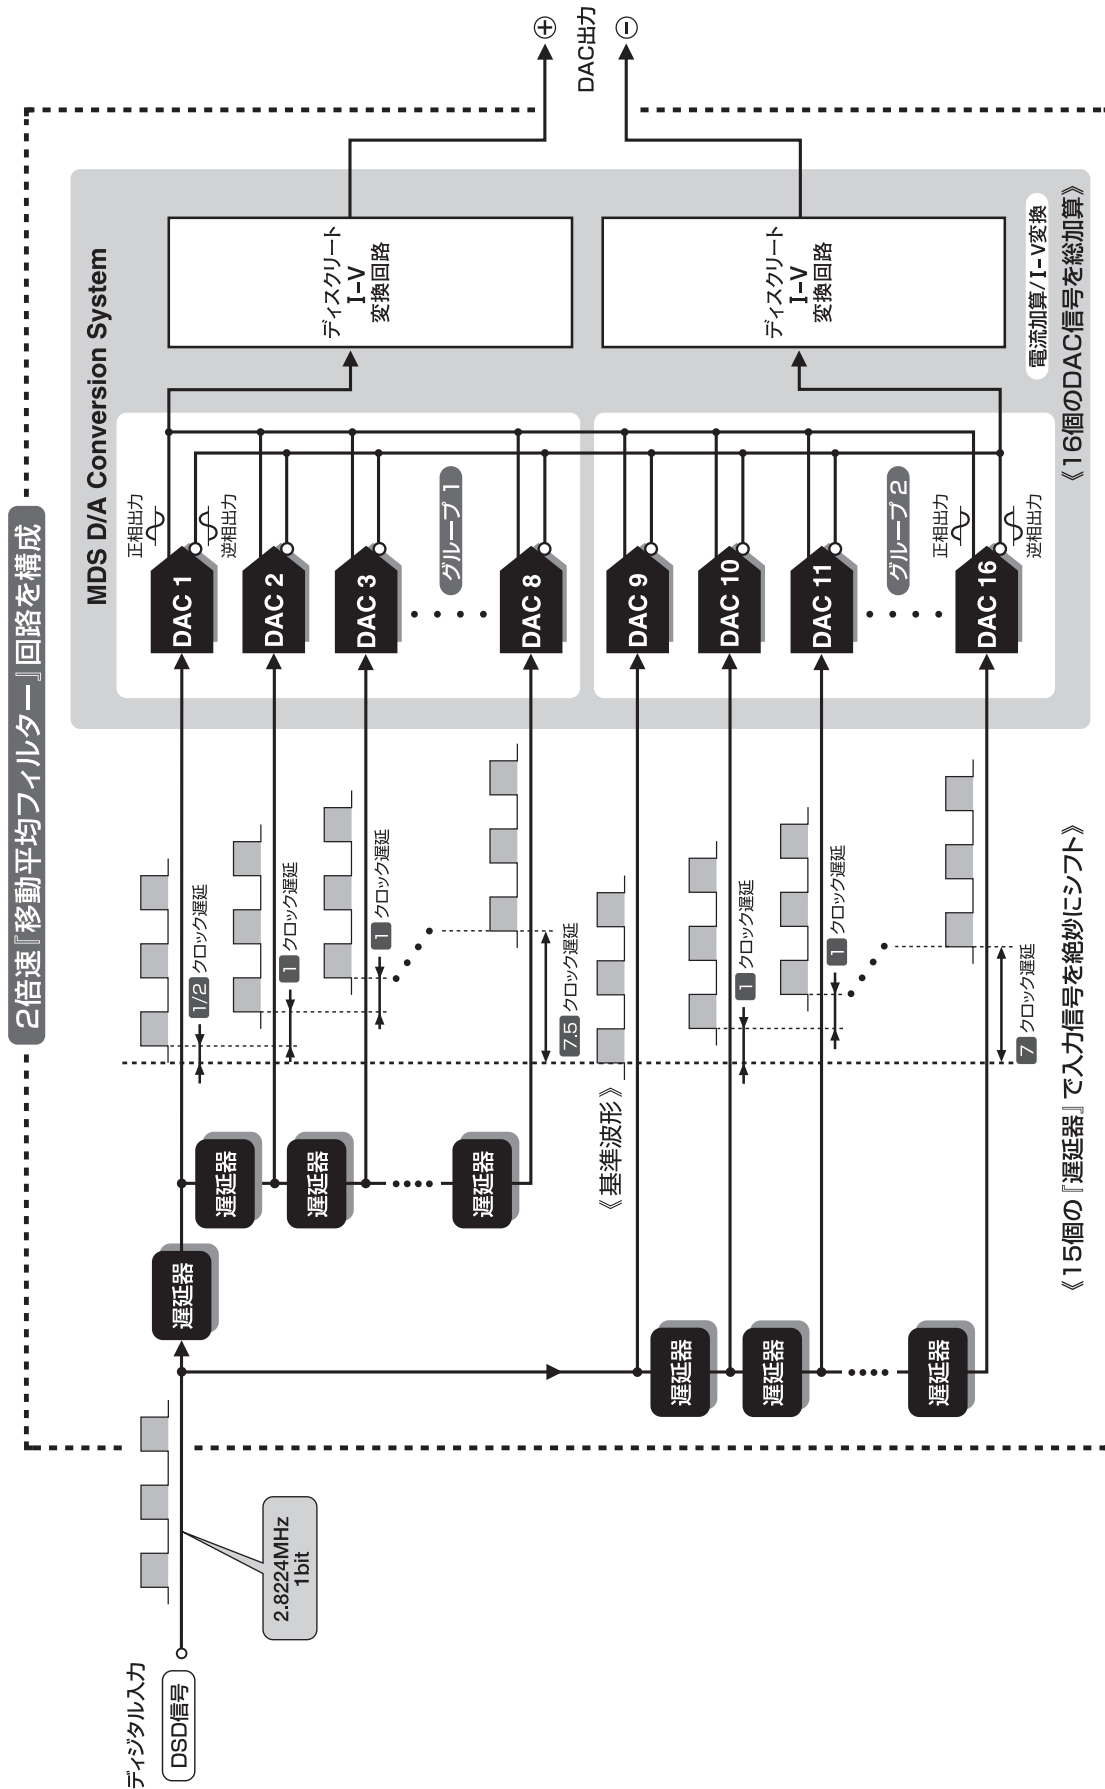 2倍速『移動平均フィルター』回路を構成
ディジタル入力
DSD信号
2.8224MHz
1bit
遅延器
遅延器
遅延器
遅延器
遅延器
遅延器
遅延器
1/2 クロック遅延
1 クロック遅延
1 クロック遅延
7.5 クロック遅延
《基準波形》
1 クロック遅延
1 クロック遅延
7 クロック遅延
《15個の『遅延器』で入力信号を絶妙にシフト》
MDS D/A Conversion System
DAC 1
正相出力
逆相出力
DAC 2
DAC 3
グループ 1
DAC 8
DAC 9
DAC 10
DAC 11
グループ 2
DAC 16
正相出力
逆相出力
ディスクリート
I-V
変換回路
ディスクリート
I-V
変換回路
電流加算/I-V変換
《16個のDAC信号を総加算》
⊕
DAC出力
⊖